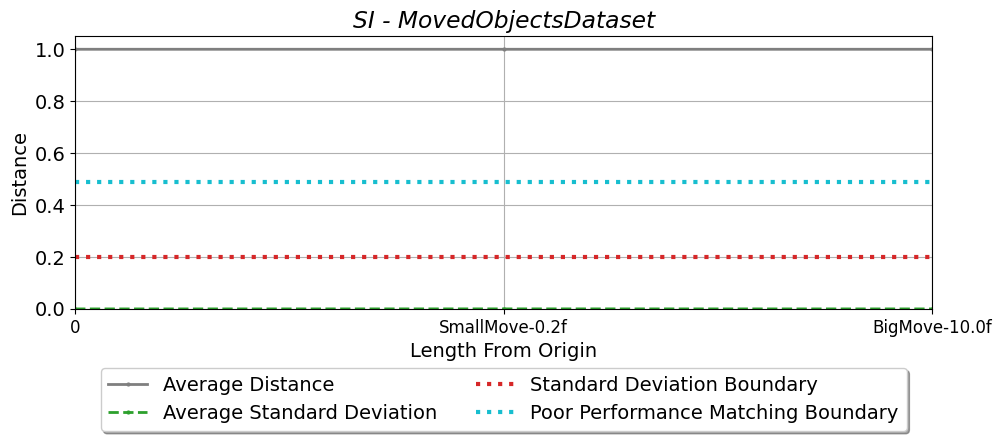 SI - MovedObjectsDataset
1.0
0.8
0.6
0.4
0.2
0.0
Distance
0 SmallMove-0.2f BigMove-10.0f
Length From Origin
Average Distance
Average Standard Deviation
Standard Deviation Boundary
Poor Performance Matching Boundary